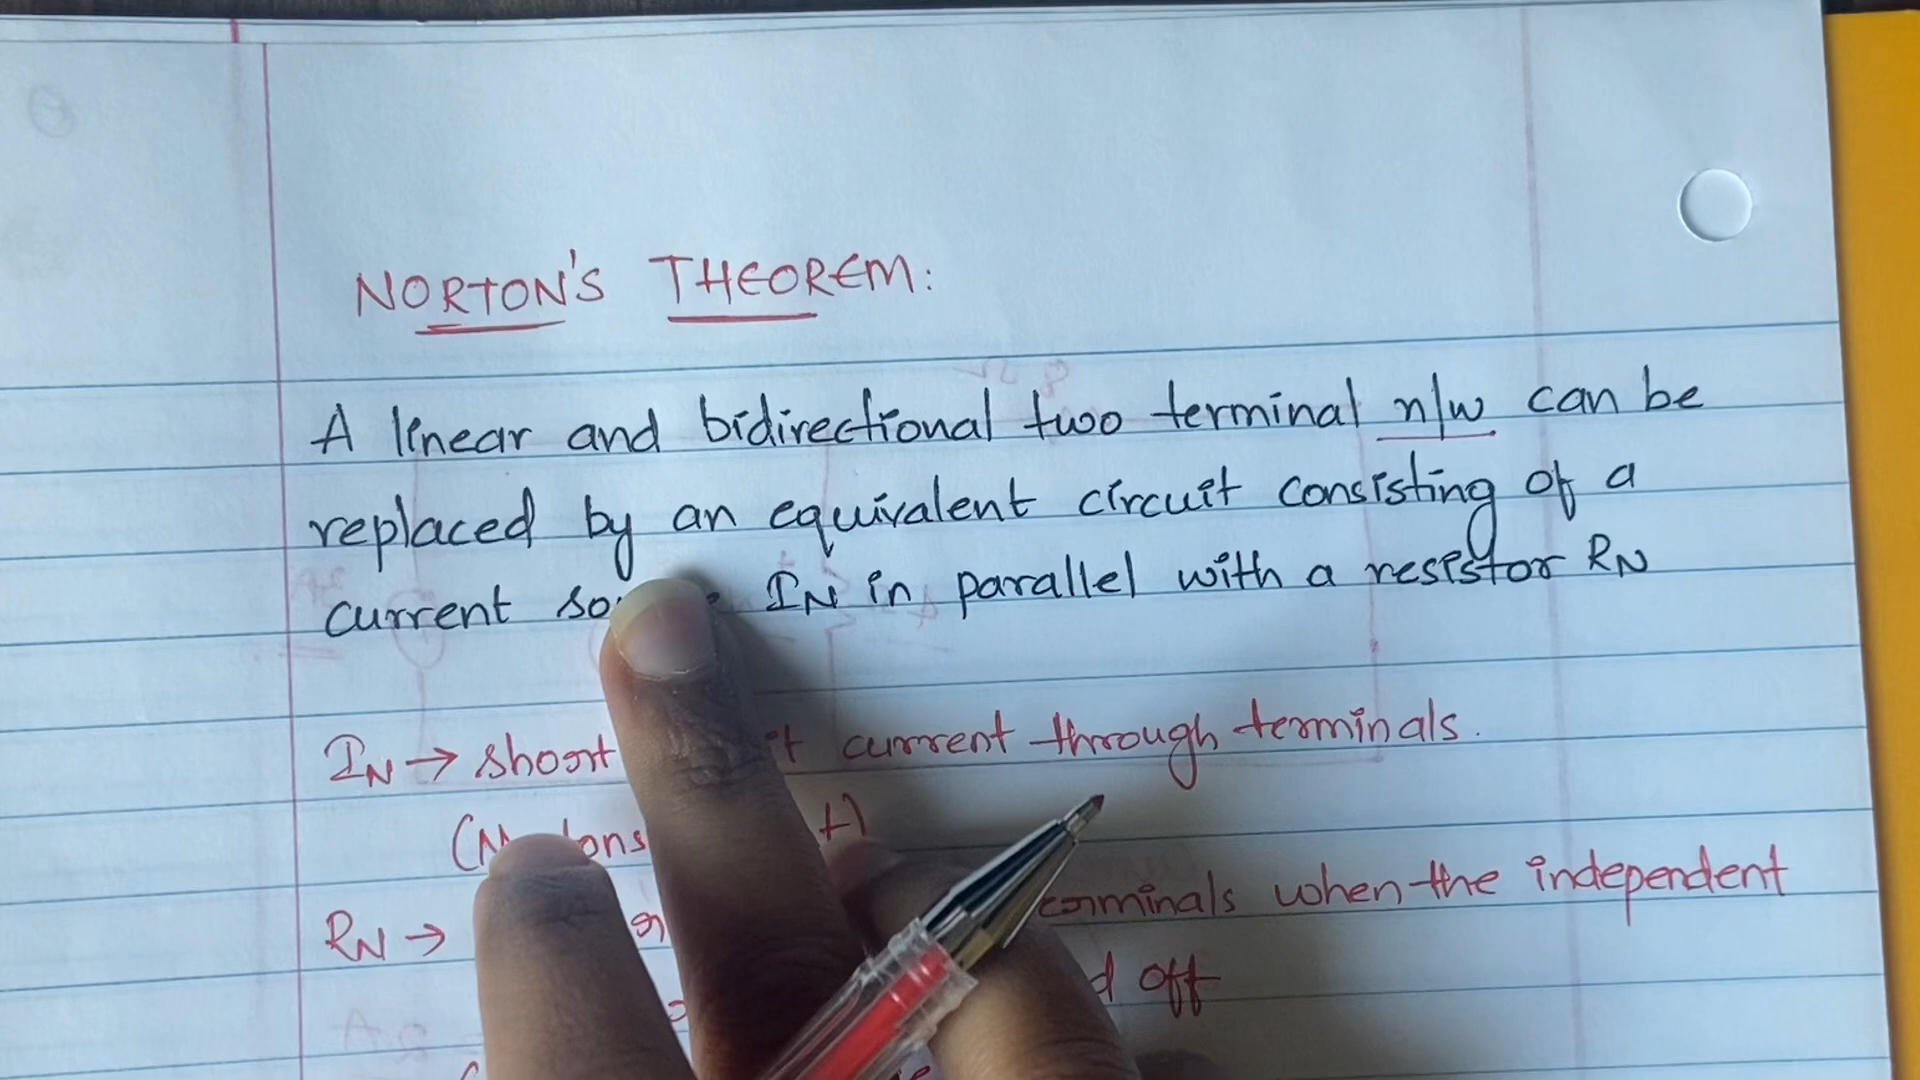 NORTON'S THEOREM:
A linear and bidirectional two terminal n/w can be
replaced by an equivalent circuit consisting of a
current IN in parallel with a resistor RN
IN → short current through terminals.
RN → when the independent
off